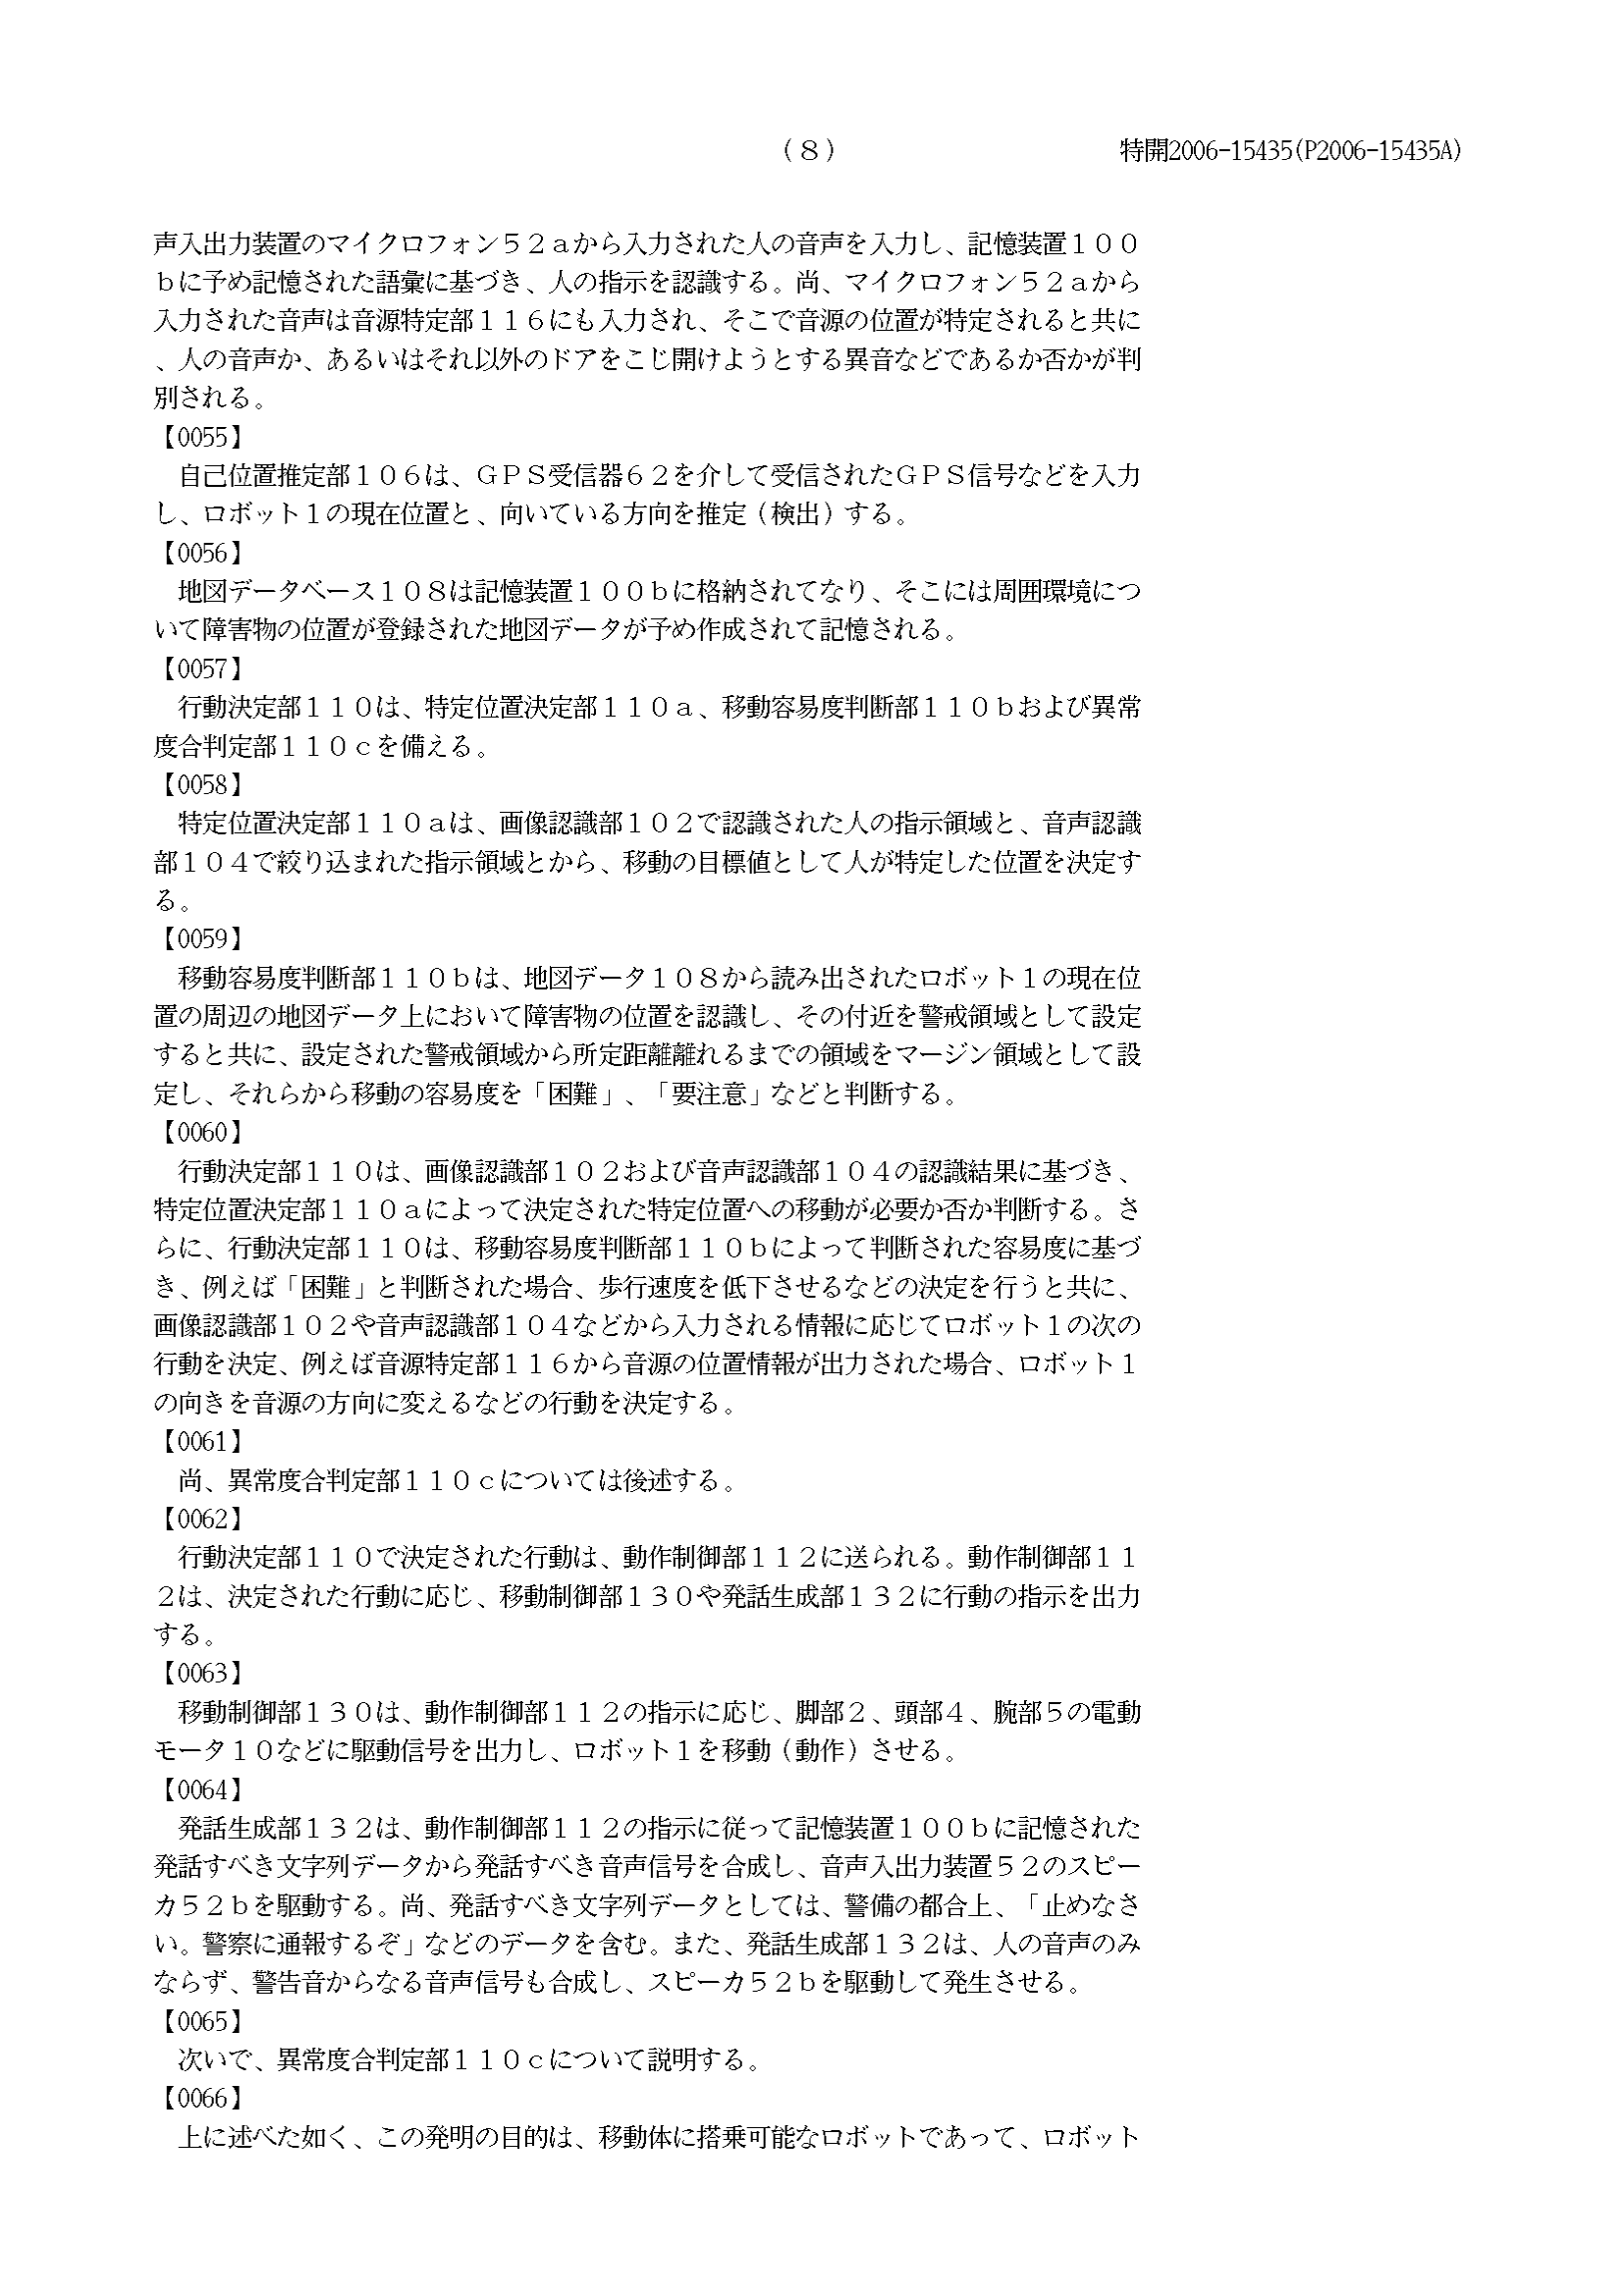 (８)
特開2006-15435(P2006-15435A)
声入出力装置のマイクロフォン５２ａから入力された人の音声を入力し、記憶装置１００
ｂに予め記憶された語彙に基づき、人の指示を認識する。尚、マイクロフォン５２ａから
入力された音声は音源特定部１１６にも入力され、そこで音源の位置が特定されると共に
、人の音声か、あるいはそれ以外のドアをこじ開けようとする異音などであるか否かが判
別される。
【0055】
　自己位置推定部１０６は、ＧＰＳ受信器６２を介して受信されたＧＰＳ信号などを入力
し、ロボット１の現在位置と、向いている方向を推定（検出）する。
【0056】
　地図データベース１０８は記憶装置１００ｂに格納されてなり、そこには周囲環境につ
いて障害物の位置が登録された地図データが予め作成されて記憶される。
【0057】
　行動決定部１１０は、特定位置決定部１１０ａ、移動容易度判断部１１０ｂおよび異常
度合判定部１１０ｃを備える。
【0058】
　特定位置決定部１１０ａは、画像認識部１０２で認識された人の指示領域と、音声認識
部１０４で絞り込まれた指示領域とから、移動の目標値として人が特定した位置を決定す
る。
【0059】
　移動容易度判断部１１０ｂは、地図データ１０８から読み出されたロボット１の現在位
置の周辺の地図データ上において障害物の位置を認識し、その付近を警戒領域として設定
すると共に、設定された警戒領域から所定距離離れるまでの領域をマージン領域として設
定し、それらから移動の容易度を「困難」、「要注意」などと判断する。
【0060】
　行動決定部１１０は、画像認識部１０２および音声認識部１０４の認識結果に基づき、
特定位置決定部１１０ａによって決定された特定位置への移動が必要か否か判断する。さ
らに、行動決定部１１０は、移動容易度判断部１１０ｂによって判断された容易度に基づ
き、例えば「困難」と判断された場合、歩行速度を低下させるなどの決定を行うと共に、
画像認識部１０２や音声認識部１０４などから入力される情報に応じてロボット１の次の
行動を決定、例えば音源特定部１１６から音源の位置情報が出力された場合、ロボット１
の向きを音源の方向に変えるなどの行動を決定する。
【0061】
　尚、異常度合判定部１１０ｃについては後述する。
【0062】
　行動決定部１１０で決定された行動は、動作制御部１１２に送られる。動作制御部１１
２は、決定された行動に応じ、移動制御部１３０や発話生成部１３２に行動の指示を出力
する。
【0063】
　移動制御部１３０は、動作制御部１１２の指示に応じ、脚部２、頭部４、腕部５の電動
モータ１０などに駆動信号を出力し、ロボット１を移動（動作）させる。
【0064】
　発話生成部１３２は、動作制御部１１２の指示に従って記憶装置１００ｂに記憶された
発話すべき文字列データから発話すべき音声信号を合成し、音声入出力装置５２のスピー
カ５２ｂを駆動する。尚、発話すべき文字列データとしては、警備の都合上、「止めなさ
い。警察に通報するぞ」などのデータを含む。また、発話生成部１３２は、人の音声のみ
ならず、警告音からなる音声信号も合成し、スピーカ５２ｂを駆動して発生させる。
【0065】
　次いで、異常度合判定部１１０ｃについて説明する。
【0066】
　上に述べた如く、この発明の目的は、移動体に搭乗可能なロボットであって、ロボット